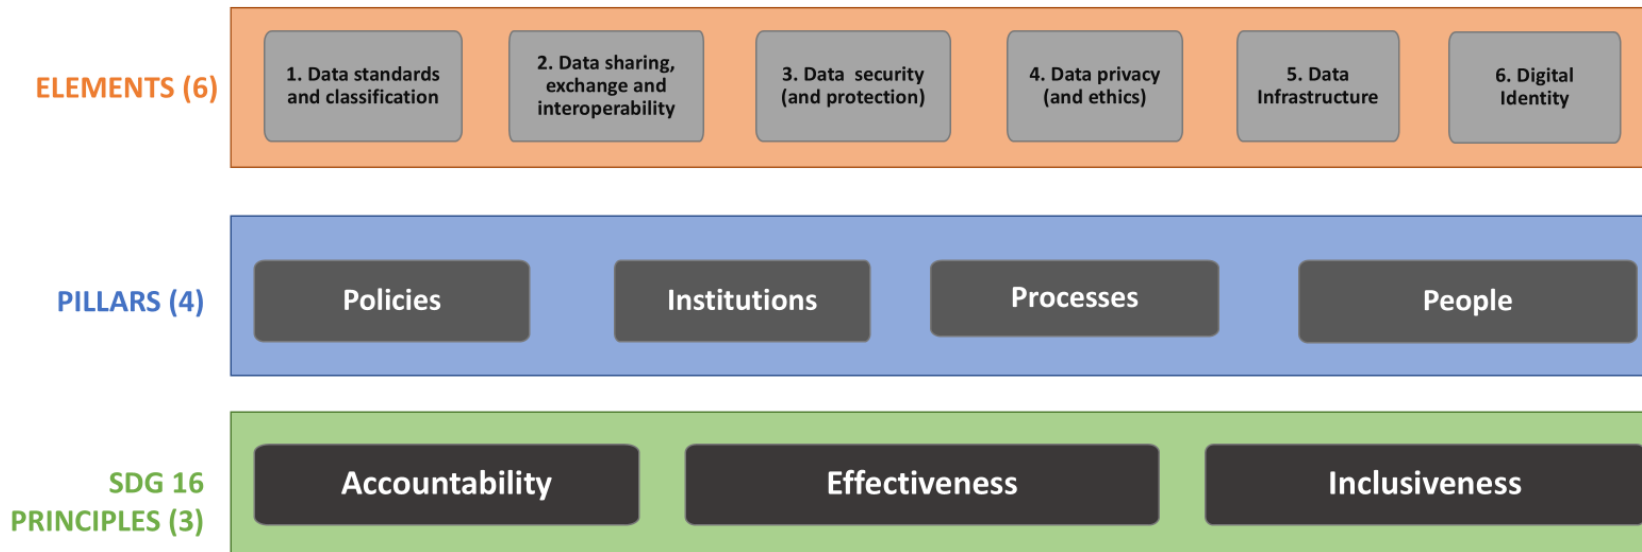 ELEMENTS (6)
1. Data standards
and classification
2. Data sharing,
exchange and
interoperability
3. Data  security
(and protection)
4. Data privacy
(and ethics)
5. Data
Infrastructure
6. Digital
Identity
PILLARS (4)
Policies
Institutions
Processes
People
SDG 16
PRINCIPLES (3)
Accountability
Effectiveness
Inclusiveness